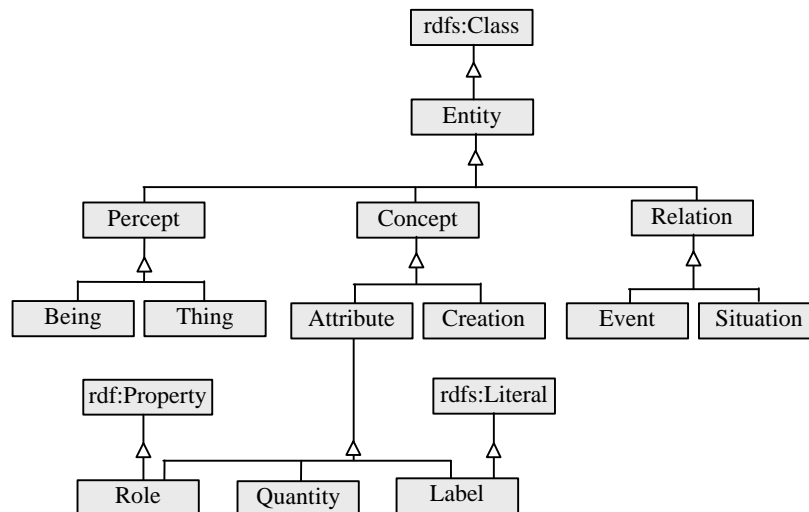 rdfs:Class
Entity
Percept
Concept
Relation
Being
Thing
Attribute
Creation
Event
Situation
rdf:Property
rdfs:Literal
Role
Quantity
Label